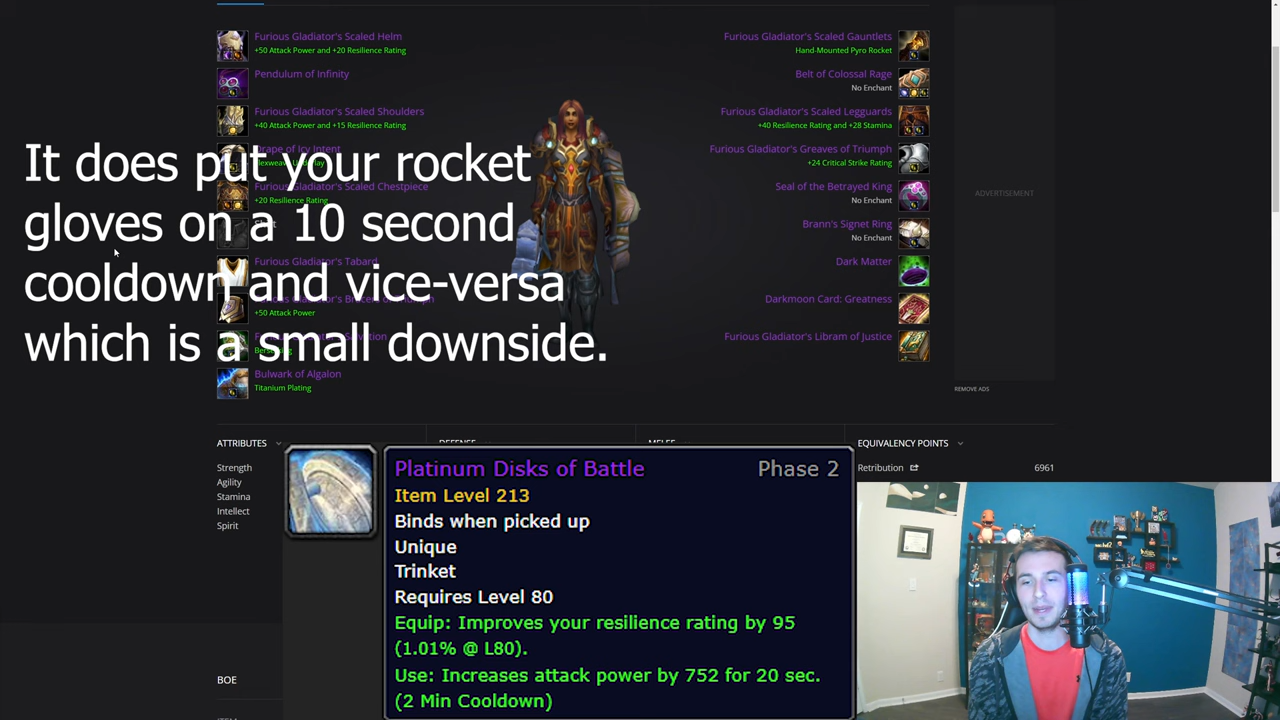 Furious Gladiator's Scaled Helm
+50 Attack Power and +20 Resilience Rating
Pendulum of Infinity
Furious Gladiator's Scaled Shoulders
+40 Attack Power and +15 Resilience Rating
Furious Gladiator's Scaled Chestpiece
+20 Resilience Rating
Furious Gladiator's Tabard
+50 Attack Power
Bulwark of Algalon
Titanium Plating
Furious Gladiator's Scaled Gauntlets
Hand-Mounted Pyro Rocket
Belt of Colossal Rage
No Enchant
Furious Gladiator's Scaled Legguards
+40 Resilience Rating and +28 Stamina
Furious Gladiator's Greaves of Triumph
+24 Critical Strike Rating
Seal of the Betrayed King
No Enchant
Brann's Signet Ring
No Enchant
Dark Matter
Darkmoon Card: Greatness
Furious Gladiator's Libram of Justice
It does put your rocket
gloves on a 10 second
cooldown and vice-versa
which is a small downside.
ADVERTISEMENT
REMOVE ADS
ATTRIBUTES
Strength
Agility
Stamina
Intellect
Spirit
EQUIVALENCY POINTS
Retribution 6961
BOE
Platinum Disks of Battle Phase 2
Item Level 213
Binds when picked up
Unique
Trinket
Requires Level 80
Equip: Improves your resilience rating by 95
(1.01% @ L80).
Use: Increases attack power by 752 for 20 sec.
(2 Min Cooldown)